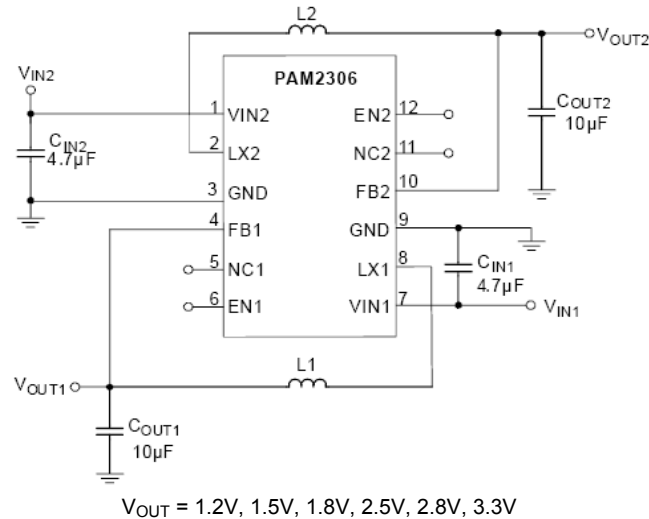 L2
VOUT2
VIN2
PAM2306
COUT2
10µF
CIN2
4.7µF
1 VIN2
EN2 12
2 LX2
NC2 11
3 GND
FB2 10
4 FB1
GND 9
5 NC1
LX1 8
6 EN1
VIN1 7
CIN1
4.7µF
VIN1
L1
VOUT1
COUT1
10µF
VOUT = 1.2V, 1.5V, 1.8V, 2.5V, 2.8V, 3.3V